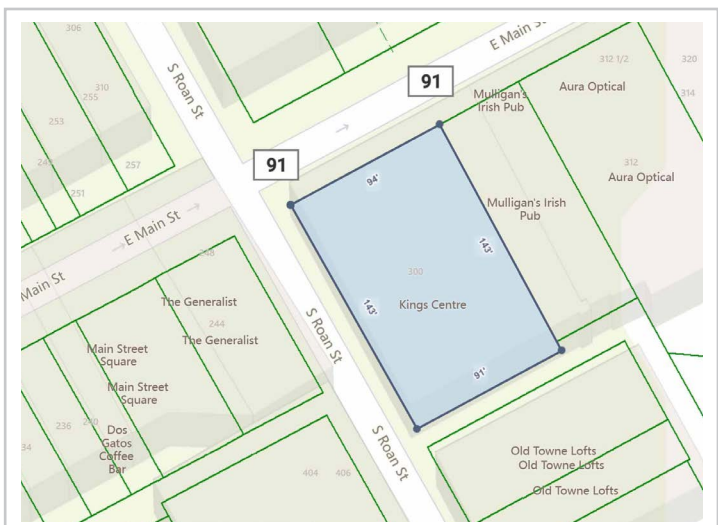 306
S Roan St
255
310
253
242
257
251
E Main St
312 1/2
320
Aura Optical
314
91
Mulligan's
Irish Pub
91
312
Aura Optical
94'
Mulligan's Irish
Pub
E Main St
Main St
248
143'
300
143'
Kings Centre
The Generalist
244
The Generalist
S Roan St
Main Street
Square
Main Street
Square
91'
236
Dos
Gatos
Coffee
Bar
34
S Roan St
404
406
Old Towne Lofts
Old Towne Lofts
Old Towne Lofts